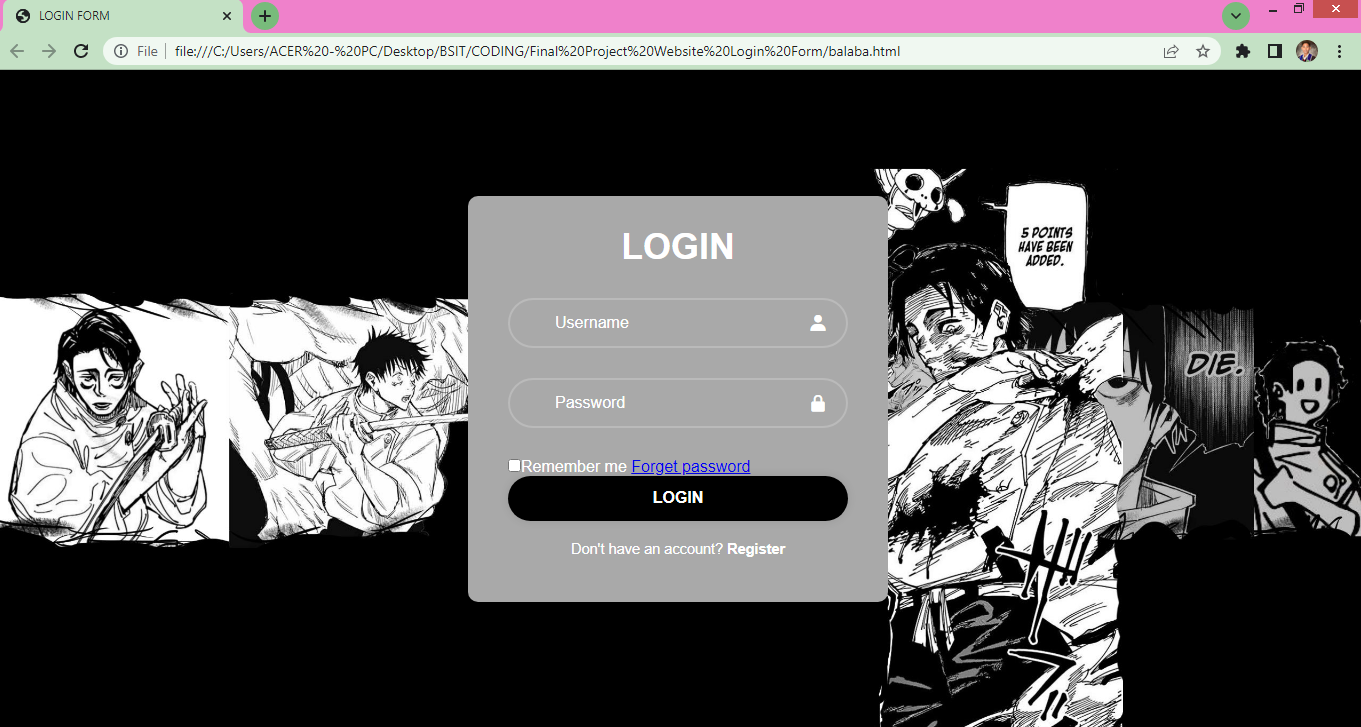 LOGIN FORM
File
file:///C:/Users/ACER%20-%20PC/Desktop/BSIT/CODING/Final%20Project%20Website%20Login%20Form/balaba.html
5 POINTS
HAVE BEEN
ADDED.
LOGIN
Username
DIE.
Password
Remember me Forget password
LOGIN
Don't have an account? Register